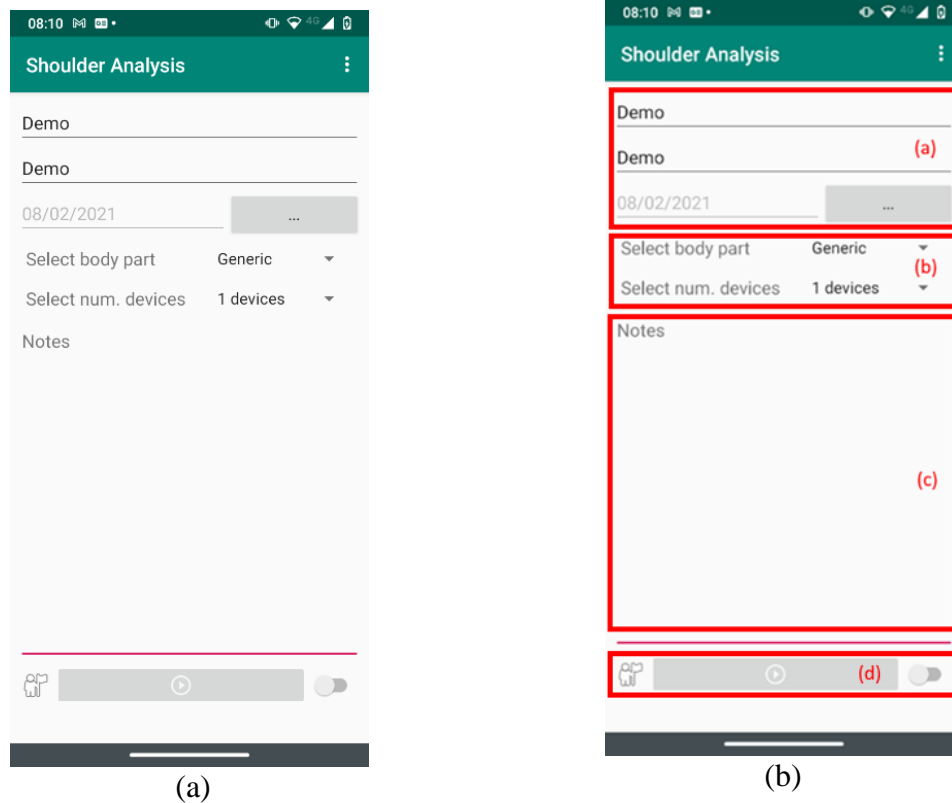 08:10 4G
Shoulder Analysis
Demo
Demo
08/02/2021 ...
Select body part Generic
Select num. devices 1 devices
Notes
(a)
08:10 4G
Shoulder Analysis
Demo
(a)
Demo
08/02/2021 ...
Select body part Generic
(b)
Select num. devices 1 devices
Notes
(c)
(d)
(b)